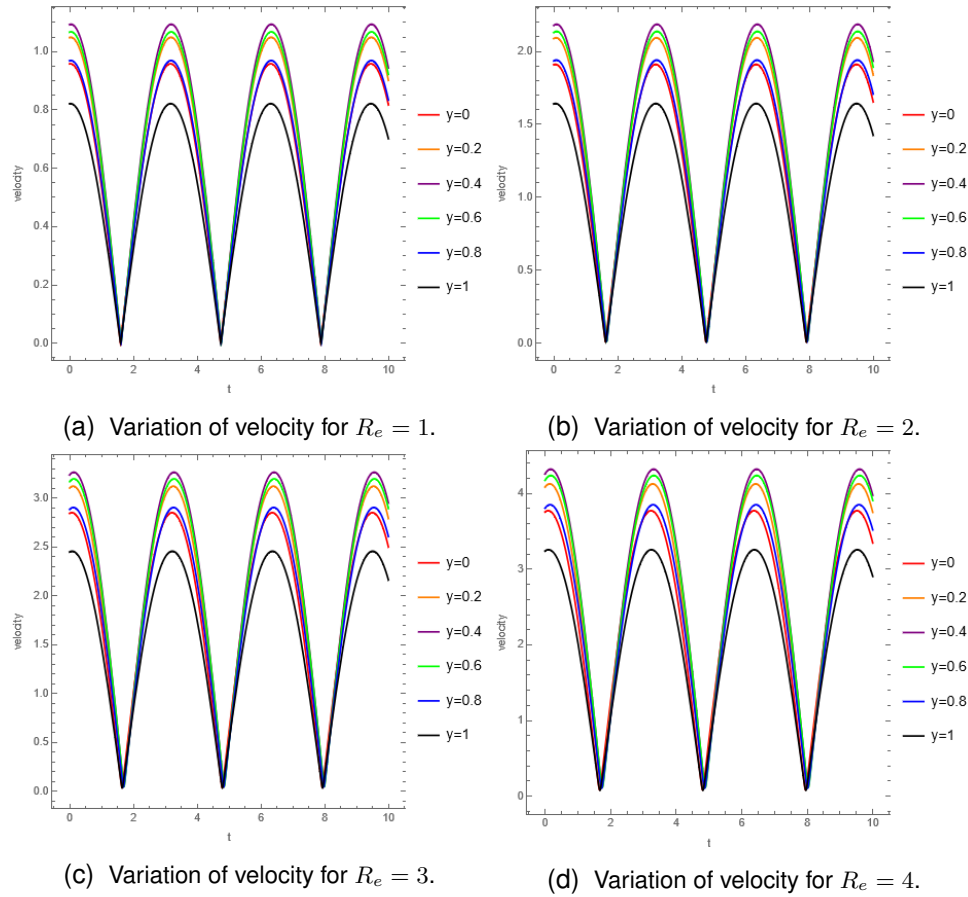 1.0
0.8
0.6
0.4
0.2
0.0
velocity
0 2 4 6 8 10
t
y=0
y=0.2
y=0.4
y=0.6
y=0.8
y=1
(a) Variation of velocity for R_e = 1.
2.0
1.5
1.0
0.5
0.0
velocity
0 2 4 6 8 10
t
y=0
y=0.2
y=0.4
y=0.6
y=0.8
y=1
(b) Variation of velocity for R_e = 2.
3.0
2.5
2.0
1.5
1.0
0.5
0.0
velocity
0 2 4 6 8 10
t
y=0
y=0.2
y=0.4
y=0.6
y=0.8
y=1
(c) Variation of velocity for R_e = 3.
4
3
2
1
0
velocity
0 2 4 6 8 10
t
y=0
y=0.2
y=0.4
y=0.6
y=0.8
y=1
(d) Variation of velocity for R_e = 4.